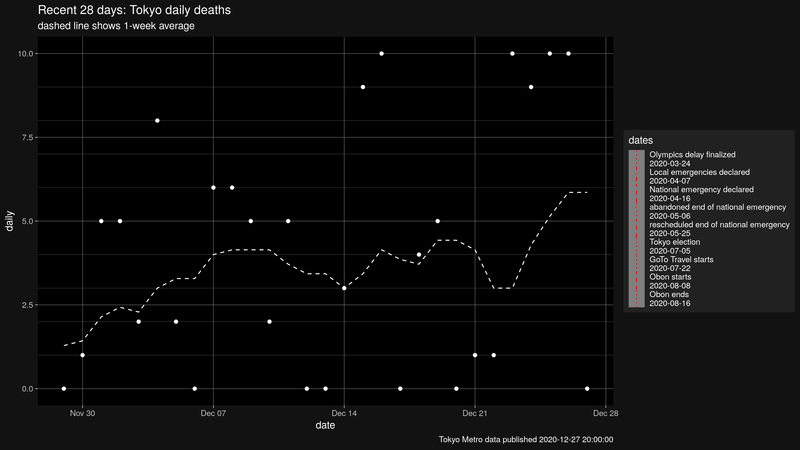 Recent 28 days: Tokyo daily deaths
dashed line shows 1-week average
10.0
7.5
5.0
2.5
0.0
daily
Nov 30
Dec 07
Dec 14
Dec 21
Dec 28
date
dates
Olympics delay finalized
2020-03-24
Local emergencies declared
2020-04-07
National emergency declared
2020-04-16
abandoned end of national emergency
2020-05-06
rescheduled end of national emergency
2020-05-25
Tokyo election
2020-07-05
GoTo Travel starts
2020-07-22
Obon starts
2020-08-08
Obon ends
2020-08-16
Tokyo Metro data published 2020-12-27 20:00:00